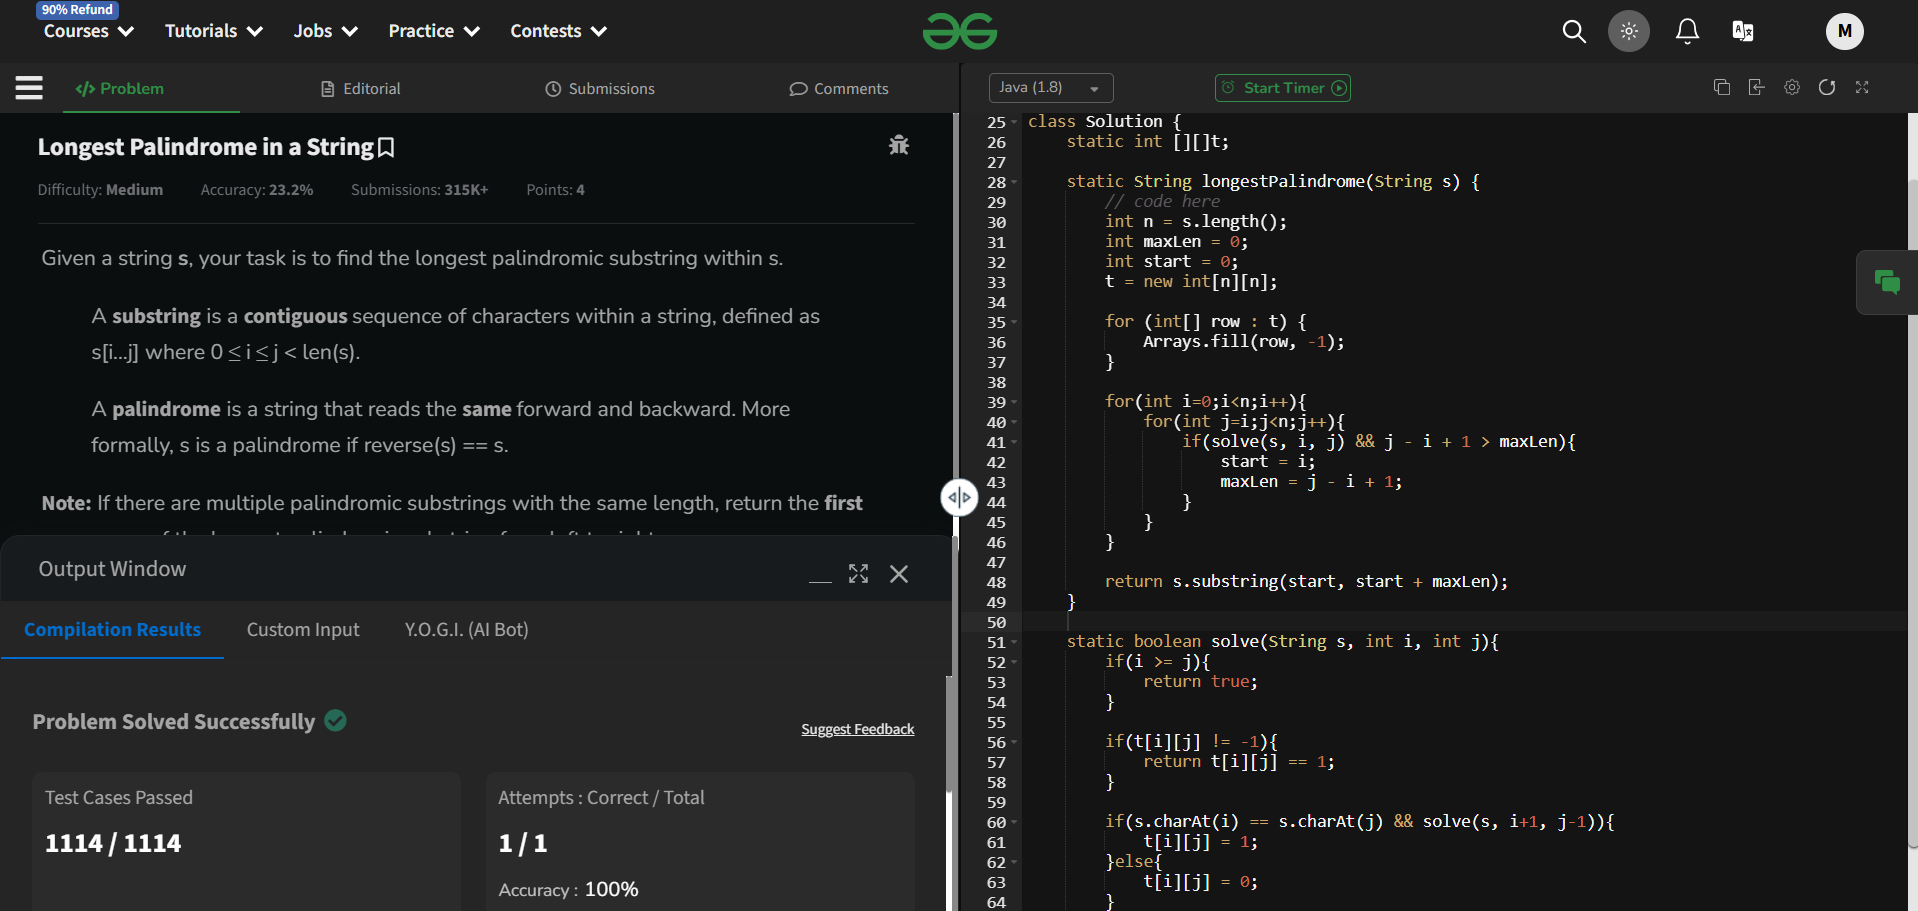 90% Refund
Courses
Tutorials
Jobs
Practice
Contests
M
</> Problem
Editorial
Submissions
Comments
Longest Palindrome in a String
Difficulty: Medium
Accuracy: 23.2%
Submissions: 315K+
Points: 4
Given a string s, your task is to find the longest palindromic substring within s.
A substring is a contiguous sequence of characters within a string, defined as
s[i...j] where 0 ≤ i ≤ j < len(s).
A palindrome is a string that reads the same forward and backward. More
formally, s is a palindrome if reverse(s) == s.
Note: If there are multiple palindromic substrings with the same length, return the first
Output Window
Compilation Results
Custom Input
Y.O.G.I. (AI Bot)
Problem Solved Successfully
Suggest Feedback
Test Cases Passed
1114 / 1114
Attempts : Correct / Total
1 / 1
Accuracy : 100%
Java (1.8)
Start Timer
25 class Solution {
26     static int [][]t;
27
28     static String longestPalindrome(String s) {
29         // code here
30         int n = s.length();
31         int maxLen = 0;
32         int start = 0;
33         t = new int[n][n];
34
35         for (int[] row : t) {
36             Arrays.fill(row, -1);
37         }
38
39         for(int i=0;i<n;i++){
40             for(int j=i;j<n;j++){
41                 if(solve(s, i, j) && j - i + 1 > maxLen){
42                     start = i;
43                     maxLen = j - i + 1;
44                 }
45             }
46         }
47
48         return s.substring(start, start + maxLen);
49     }
50
51     static boolean solve(String s, int i, int j){
52         if(i >= j){
53             return true;
54         }
55
56         if(t[i][j] != -1){
57             return t[i][j] == 1;
58         }
59
60         if(s.charAt(i) == s.charAt(j) && solve(s, i+1, j-1)){
61             t[i][j] = 1;
62         }else{
63             t[i][j] = 0;
64         }